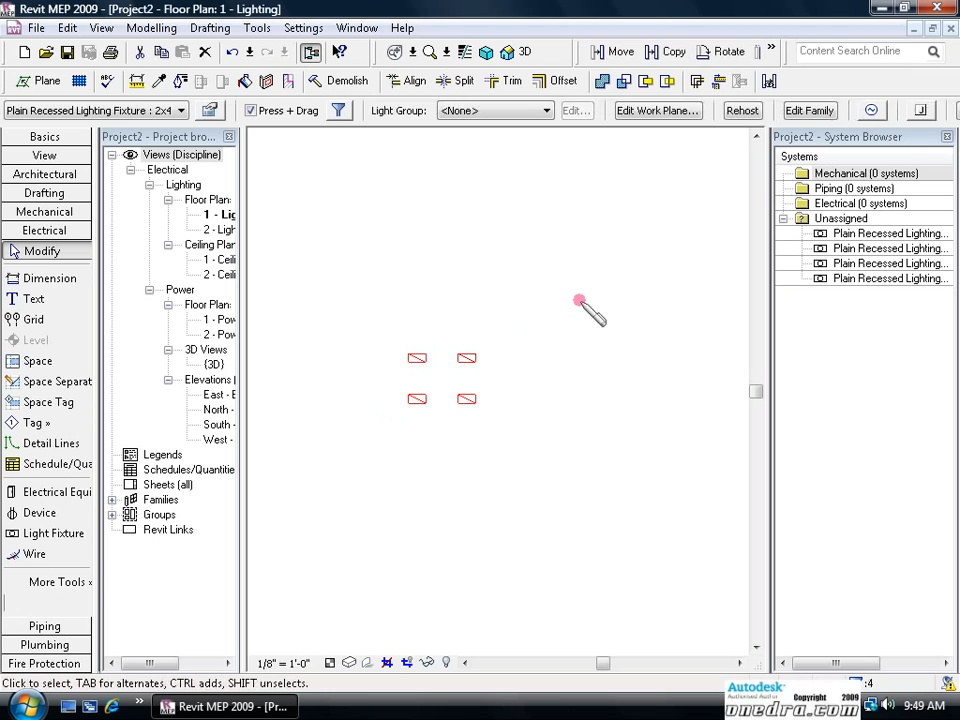 Revit MEP 2009 - [Project2 - Floor Plan: 1 - Lighting]
File Edit View Modelling Drafting Tools Settings Window Help
3D Move Copy Rotate » Content Search Online
Plane Demolish Align Split Trim Offset
Plain Recessed Lighting Fixture : 2x4 Press + Drag Light Group: <None> Edit... Edit Work Plane... Rehost Edit Family
Basics
View
Architectural
Drafting
Mechanical
Electrical
Modify
Dimension
Text
Grid
Level
Space
Space Separat
Space Tag
Tag »
Detail Lines
Schedule/Qua
Electrical Equi
Device
Light Fixture
Wire
More Tools »
Piping
Plumbing
Fire Protection
Project2 - Project bro...
Views (Discipline)
Electrical
Lighting
Floor Plan:
1 - Lig
2 - Ligh
Ceiling Plan
1 - Ceili
2 - Ceili
Power
Floor Plan:
1 - Pow
2 - Pow
3D Views
{3D}
Elevations (
East - E
North -
South -
West -
Legends
Schedules/Quantitie
Sheets (all)
Families
Groups
Revit Links
1/8" = 1'-0"
Project2 - System Browser
Systems
Mechanical (0 systems)
Piping (0 systems)
Electrical (0 systems)
Unassigned
Plain Recessed Lighting...
Plain Recessed Lighting...
Plain Recessed Lighting...
Plain Recessed Lighting...
Click to select, TAB for alternates, CTRL adds, SHIFT unselects.
:4
» Revit MEP 2009 - [Pr...
Autodesk
Copyright 2009
onedra.com
9:49 AM